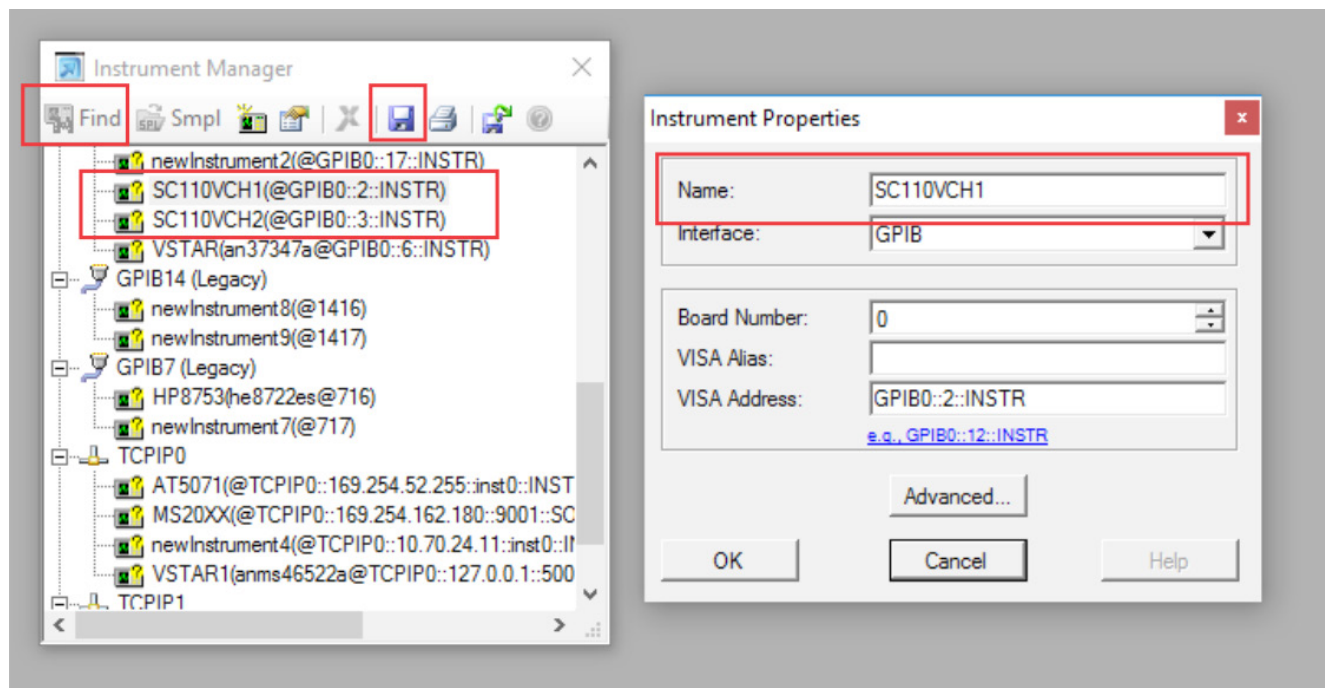 Instrument Manager
Find Smpl
newInstrument2(@GPIB0::17::INSTR)
SC110VCH1(@GPIB0::2::INSTR)
SC110VCH2(@GPIB0::3::INSTR)
VSTAR(an37347a@GPIB0::6::INSTR)
GPIB14 (Legacy)
newInstrument8(@1416)
newInstrument9(@1417)
GPIB7 (Legacy)
HP8753(he8722es@716)
newInstrument7(@717)
TCPIP0
AT5071(@TCPIP0::169.254.52.255::inst0::INST
MS20XX(@TCPIP0::169.254.162.180::9001::SO
newInstrument4(@TCPIP0::10.70.24.11::inst0::IN
VSTAR1(anms46522a@TCPIP0::127.0.0.1::500
TCPIP1
Instrument Properties
Name: SC110VCH1
Interface: GPIB
Board Number: 0
VISA Alias:
VISA Address: GPIB0::2::INSTR
e.g., GPIB0::12::INSTR
Advanced...
OK Cancel Help